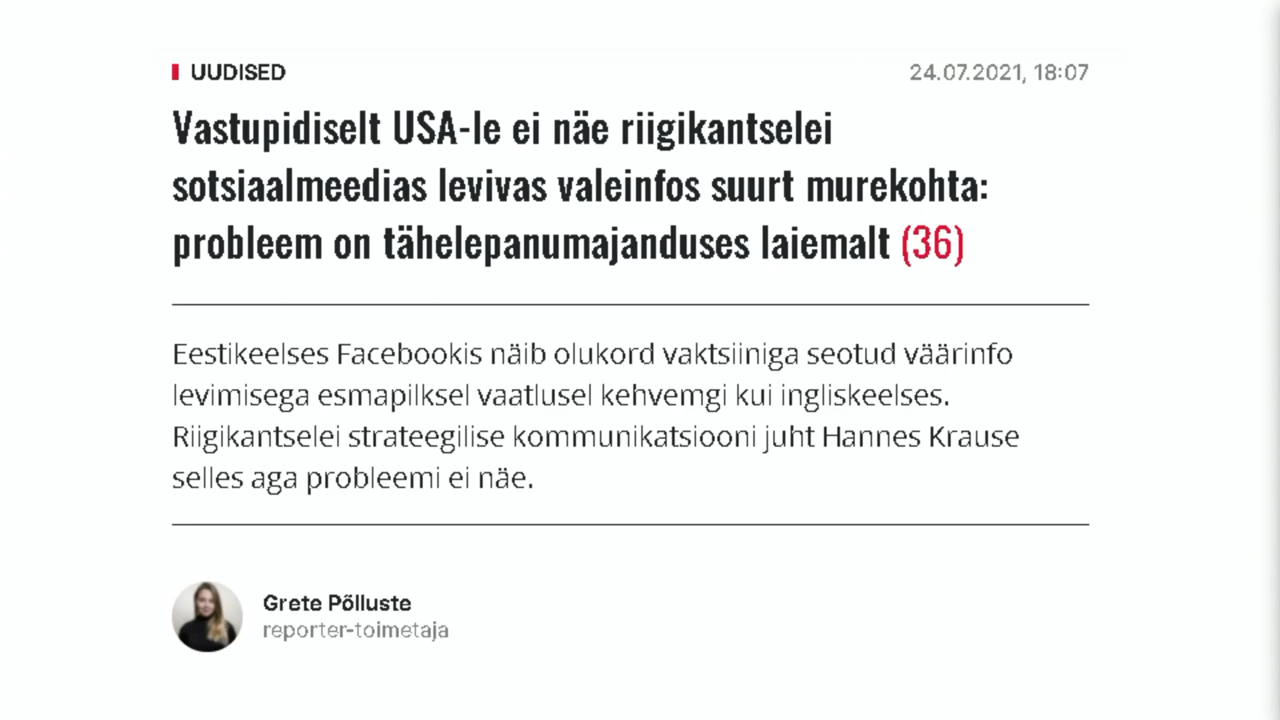 UUDISED
24.07.2021, 18:07
Vastupidiselt USA-le ei näe riigikantselei
sotsiaalmeedias levivas valeinfos suurt murekohta:
probleem on tähelepanumajanduses laiemalt (36)
Eestikeelses Facebookis näib olukord vaktsiiniga seotud väärinfo
levimisega esmapilksel vaatlusel kehvemgi kui ingliskeelses.
Riigikantselei strateegilise kommunikatsiooni juht Hannes Krause
selles aga probleemi ei näe.
Grete Põlluste
reporter-toimetaja